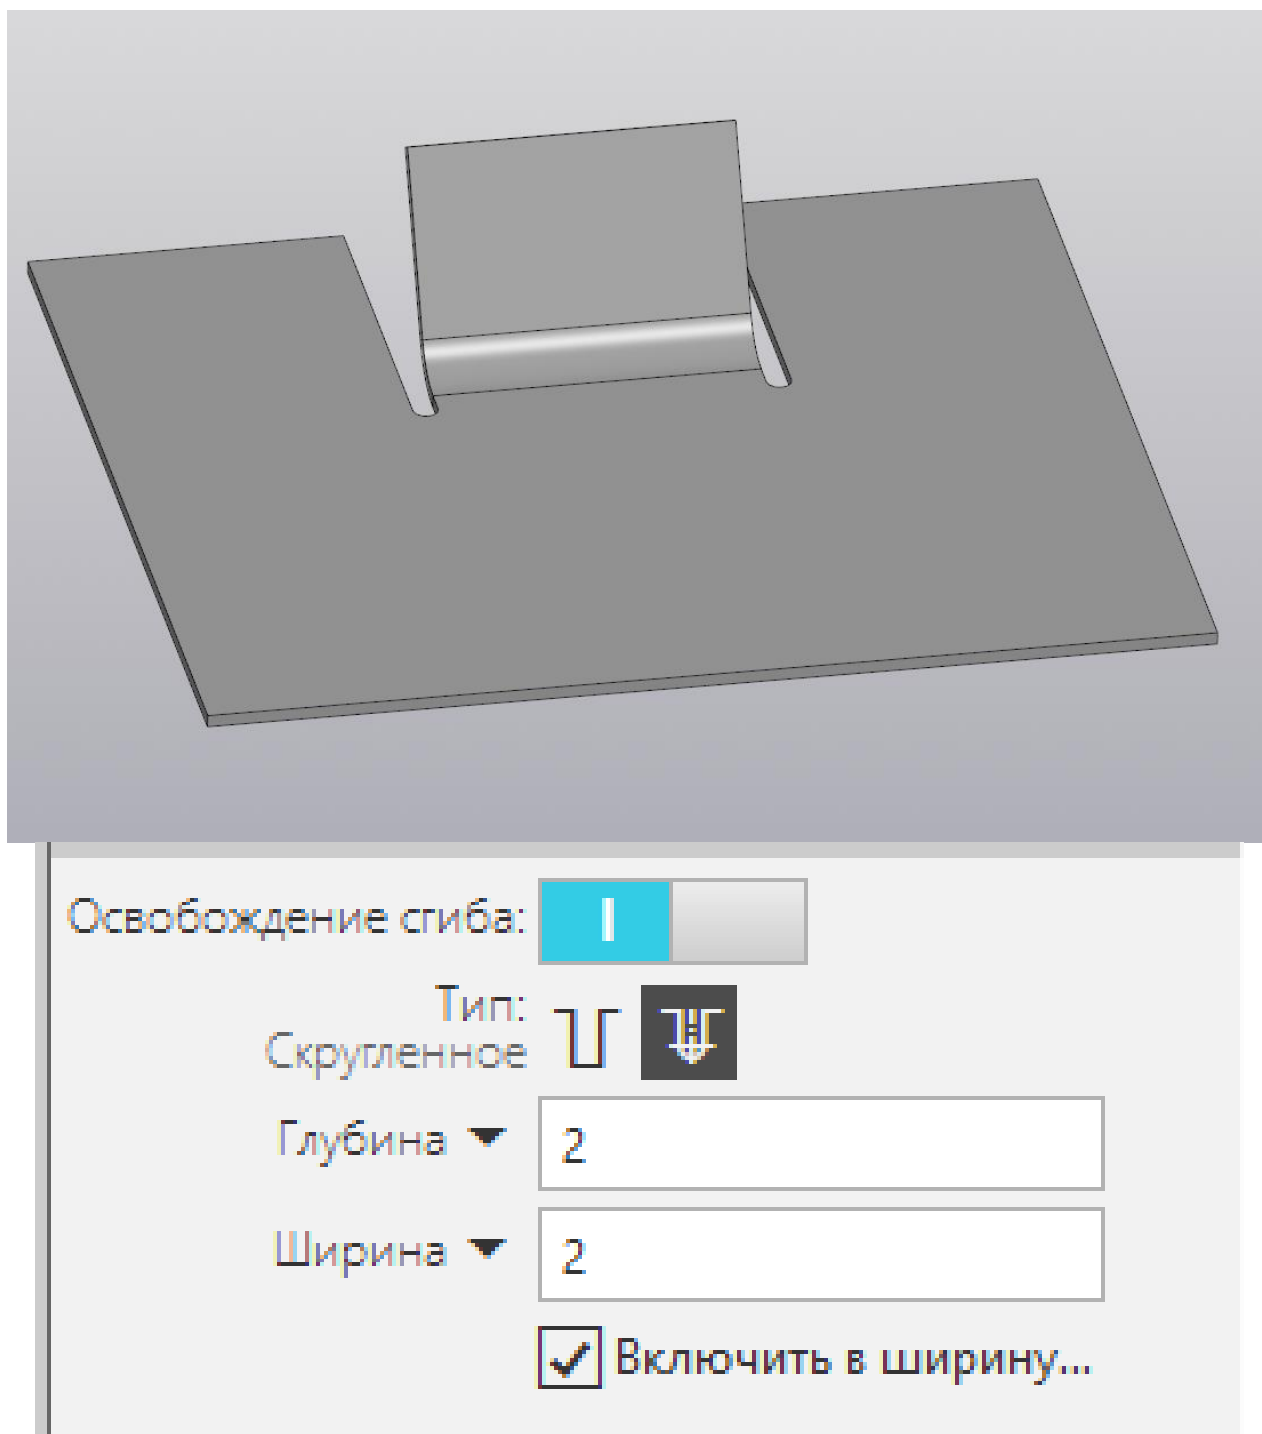 Освобождение сгиба:
Тип:
Скругленное
Глубина
2
Ширина
2
Включить в ширину...